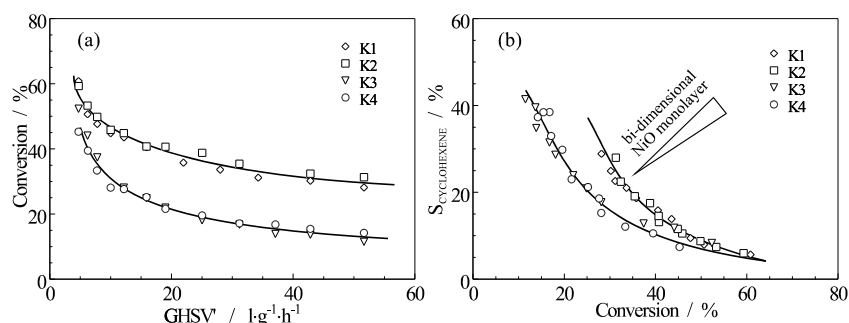 80
60
40
20
0
Conversion / %
(a)
K1
K2
K3
K4
0 20 40 60
GHSV' / l·g⁻¹·h⁻¹
60
40
20
0
S_CYCLOHEXENE / %
(b)
bi-dimensional
NiO monolayer
K1
K2
K3
K4
0 20 40 60 80
Conversion / %